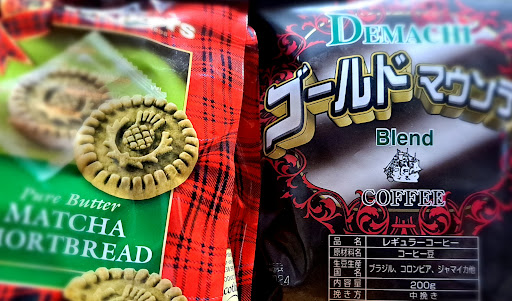 Pure Butter
MATCHA
SHORTBREAD
DEMACHI
ゴールド マウン
Blend
COFFEE
品 名 レギュラーコーヒー
原材料名 コーヒー豆
生豆生産国名 ブラジル、コロンビア、ジャマイカ他
内容量 200g
挽き方 中挽き